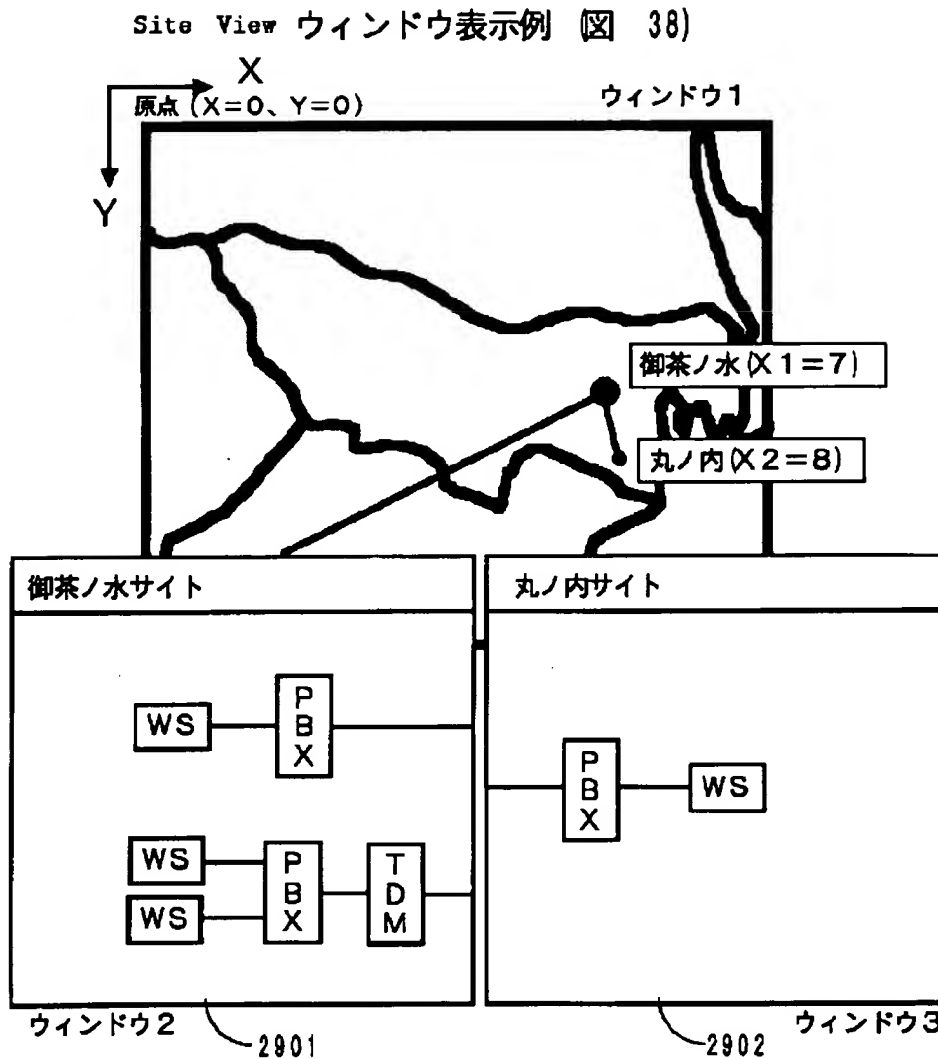 Site View ウィンドウ表示例 (図 38)
X
原点 (X=0、Y=0)
ウィンドウ1
Y
御茶ノ水(X1=7)
丸ノ内(X2=8)
御茶ノ水サイト
丸ノ内サイト
WS
PBX
PBX
WS
WS
WS
PBX
TDM
ウィンドウ2
2901
2902
ウィンドウ3